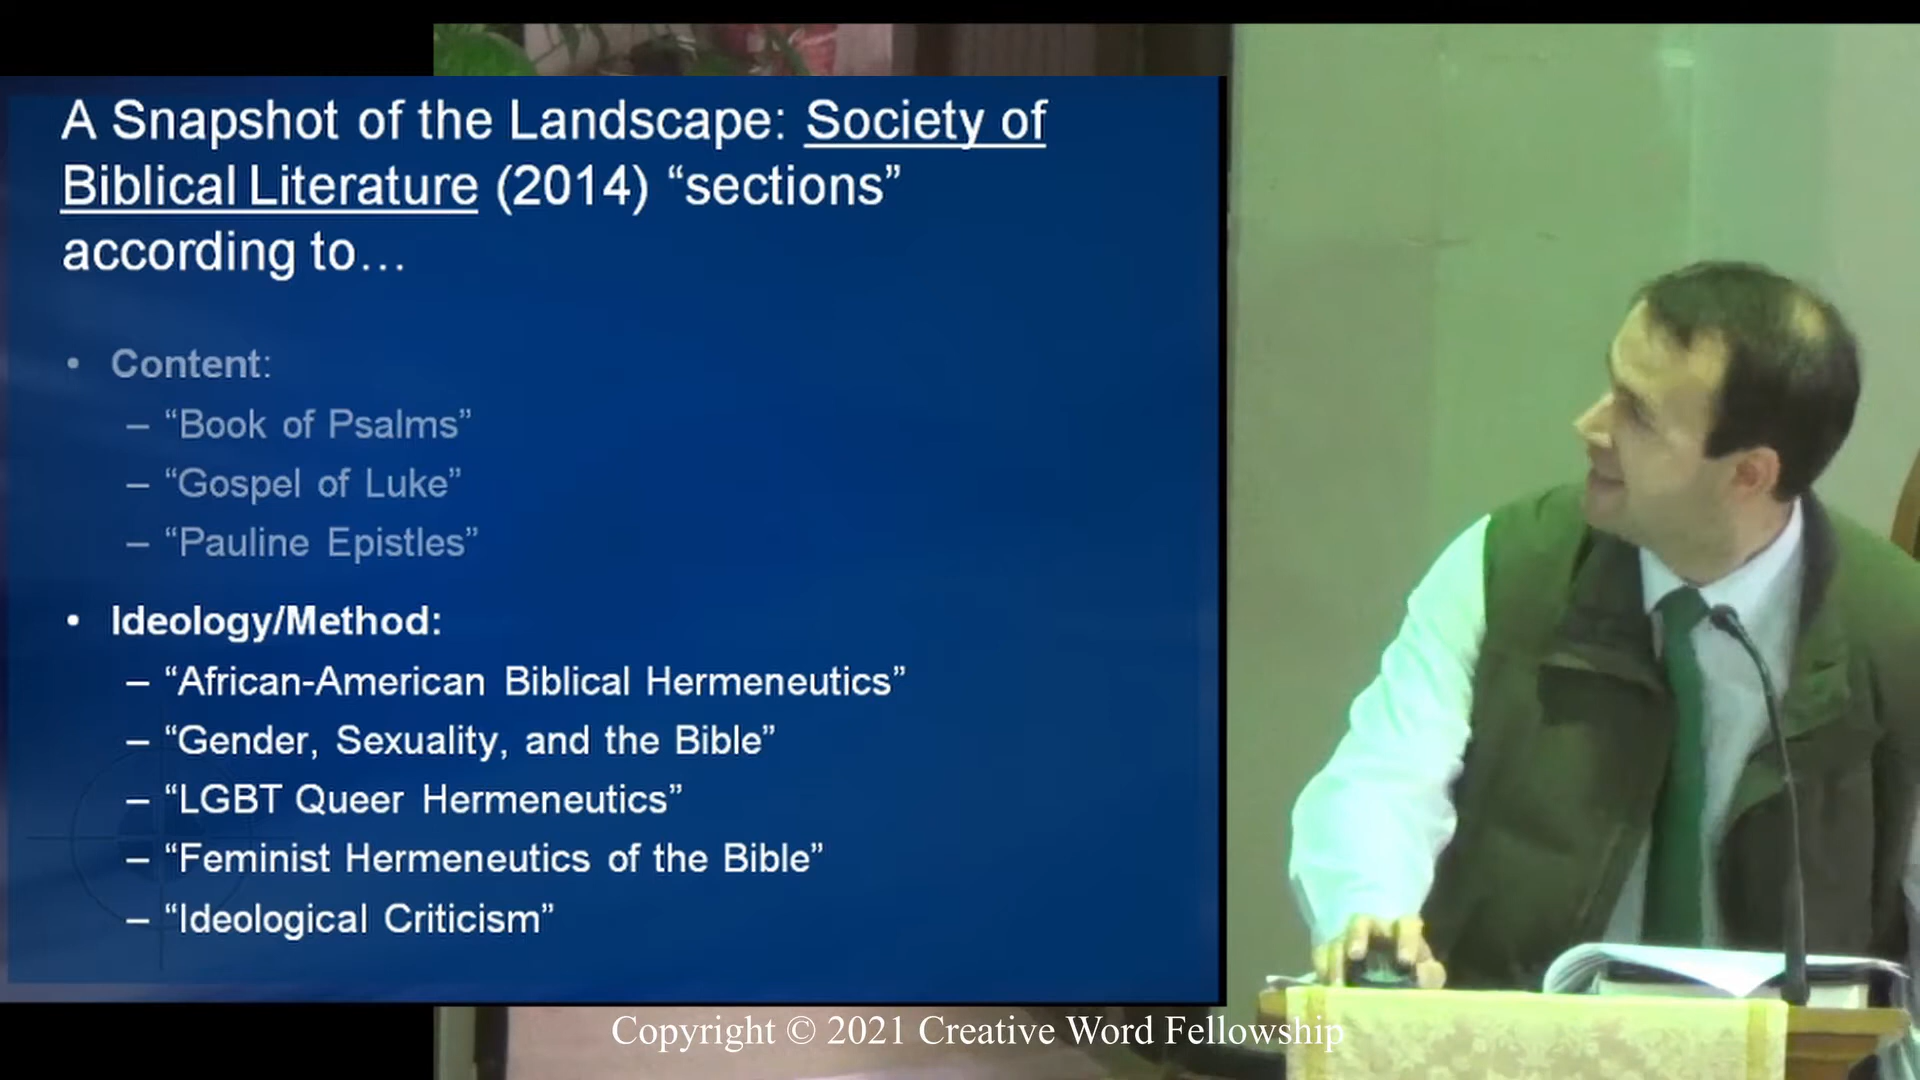 A Snapshot of the Landscape: Society of
Biblical Literature (2014) “sections”
according to…
• Content:
– “Book of Psalms”
– “Gospel of Luke”
– “Pauline Epistles”
• Ideology/Method:
– “African-American Biblical Hermeneutics”
– “Gender, Sexuality, and the Bible”
– “LGBT Queer Hermeneutics”
– “Feminist Hermeneutics of the Bible”
– “Ideological Criticism”
Copyright © 2021 Creative Word Fellowship